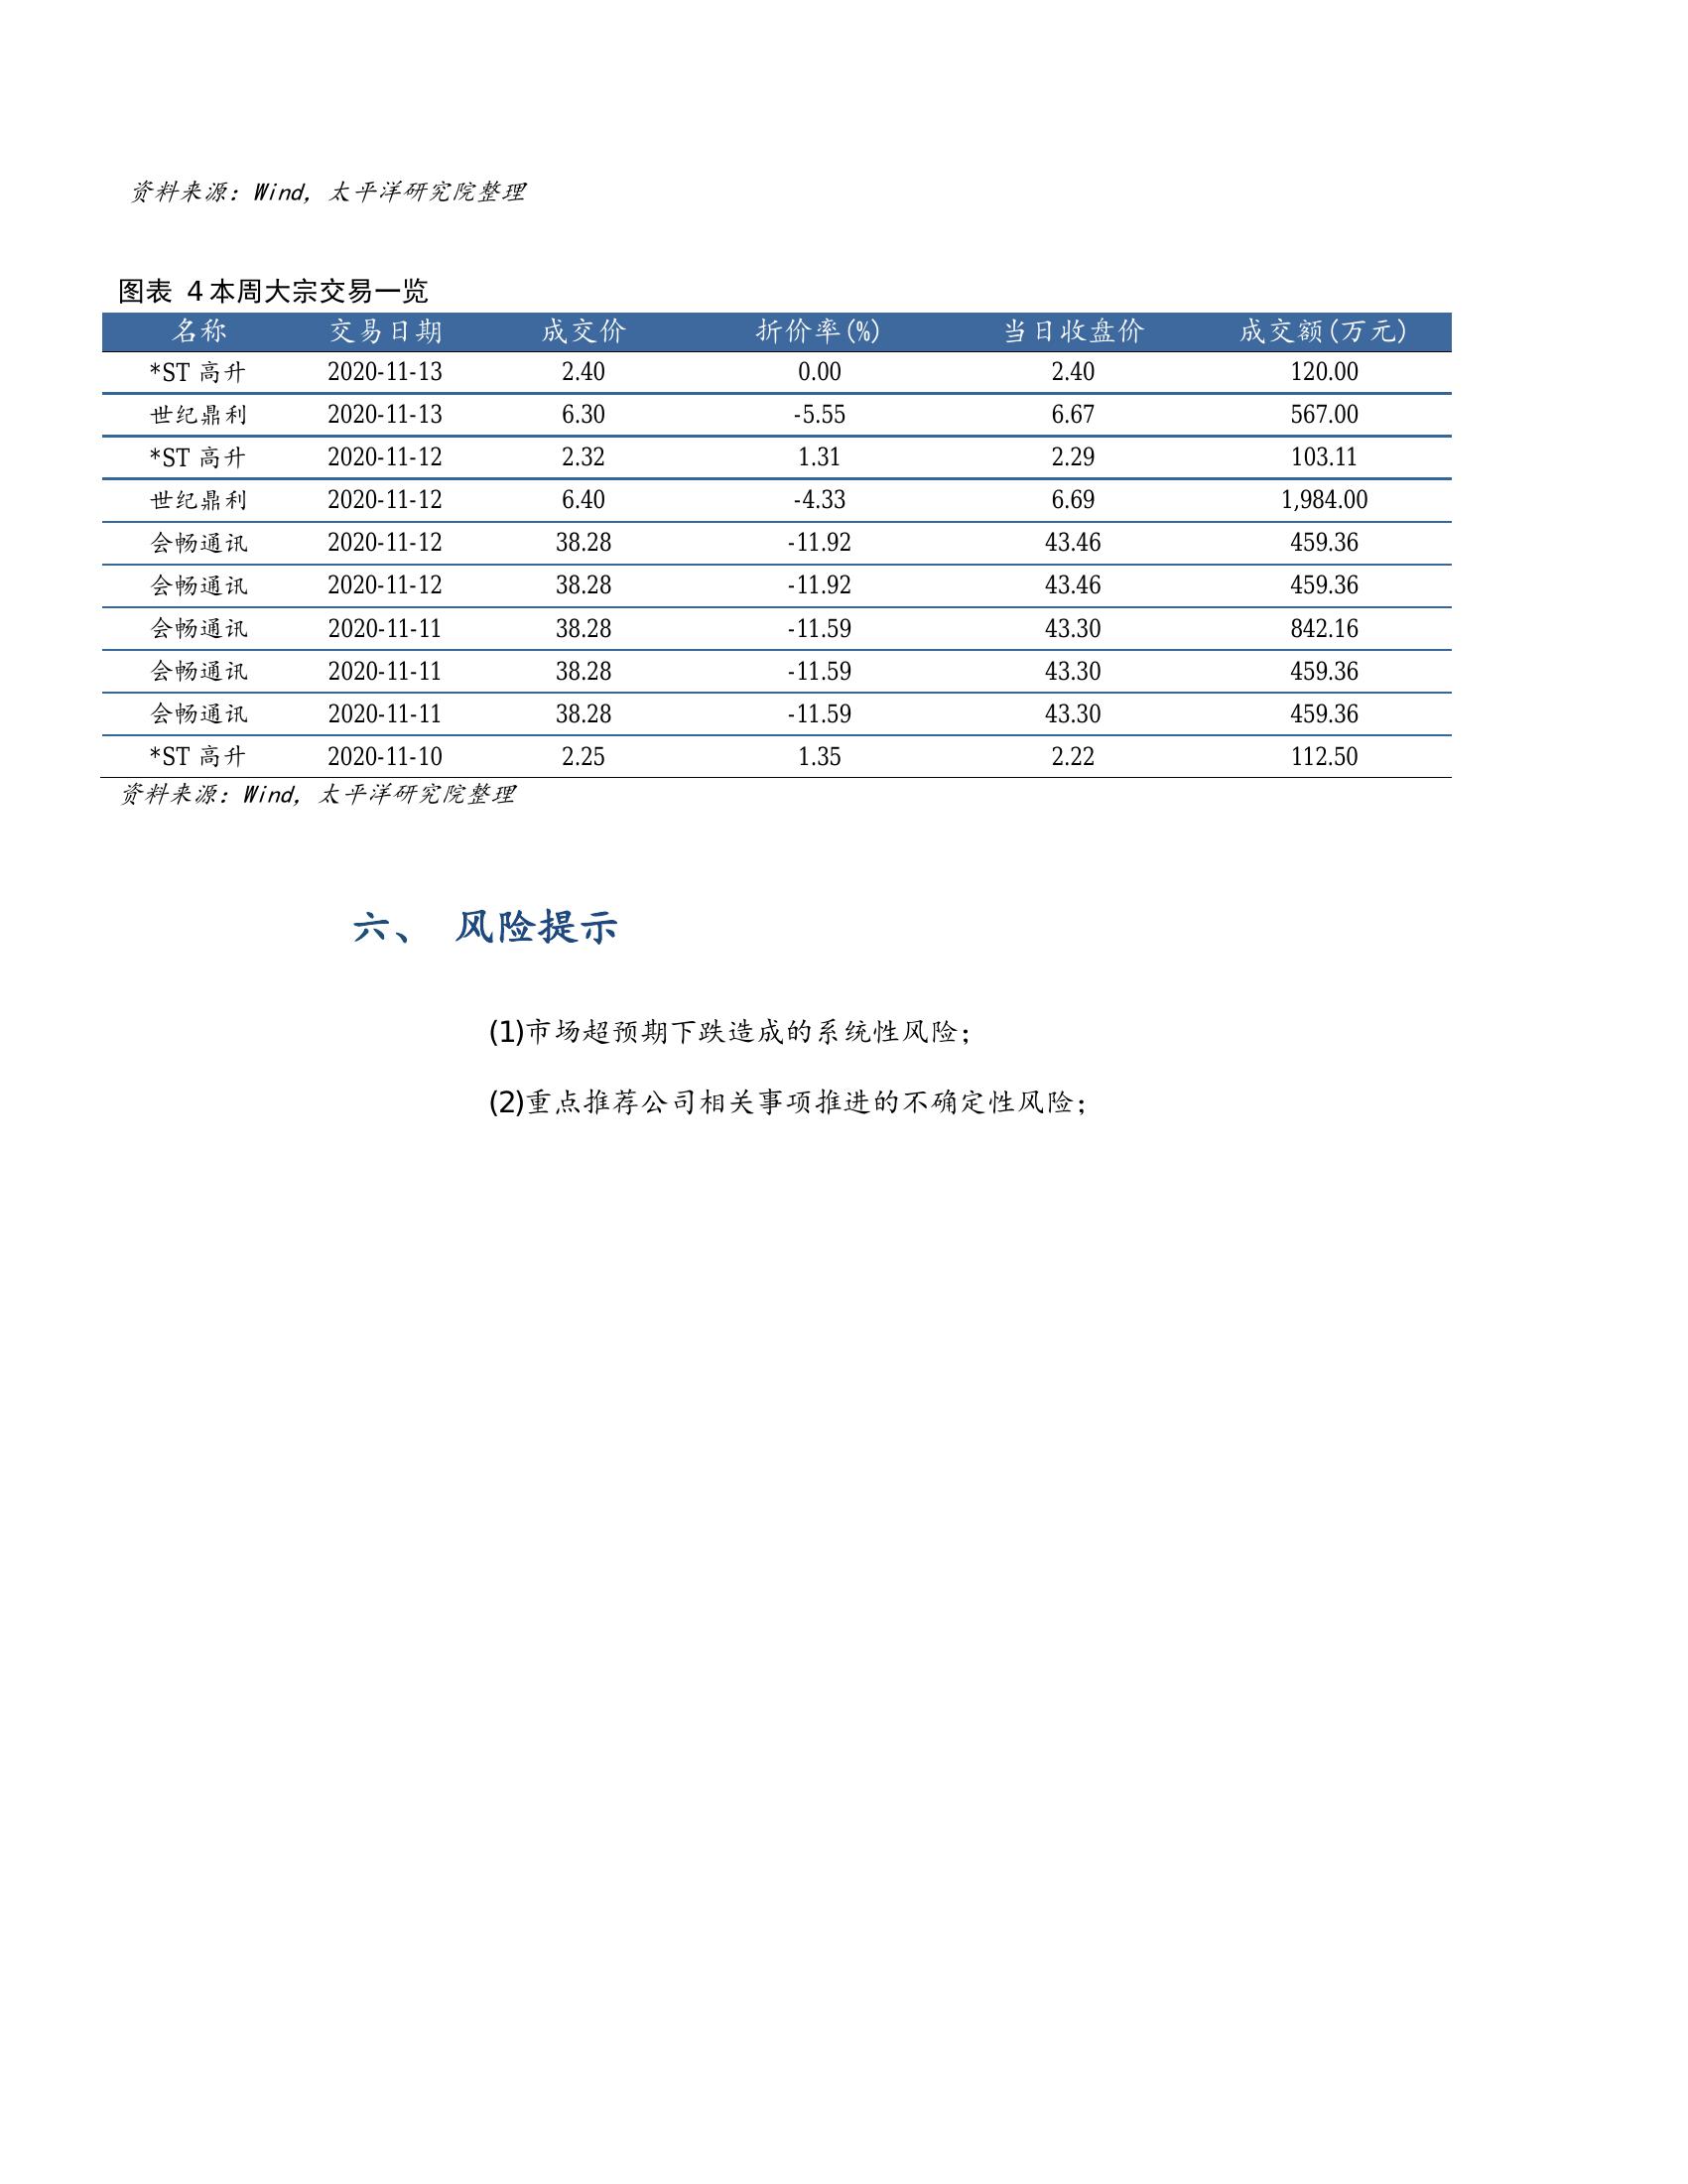 资料来源：Wind，太平洋研究院整理
图表 4 本周大宗交易一览
名称 交易日期 成交价 折价率(%) 当日收盘价 成交额(万元)
*ST 高升 2020-11-13 2.40 0.00 2.40 120.00
世纪鼎利 2020-11-13 6.30 -5.55 6.67 567.00
*ST 高升 2020-11-12 2.32 1.31 2.29 103.11
世纪鼎利 2020-11-12 6.40 -4.33 6.69 1,984.00
会畅通讯 2020-11-12 38.28 -11.92 43.46 459.36
会畅通讯 2020-11-12 38.28 -11.92 43.46 459.36
会畅通讯 2020-11-11 38.28 -11.59 43.30 842.16
会畅通讯 2020-11-11 38.28 -11.59 43.30 459.36
会畅通讯 2020-11-11 38.28 -11.59 43.30 459.36
*ST 高升 2020-11-10 2.25 1.35 2.22 112.50
资料来源：Wind，太平洋研究院整理
六、 风险提示
(1)市场超预期下跌造成的系统性风险；
(2)重点推荐公司相关事项推进的不确定性风险；